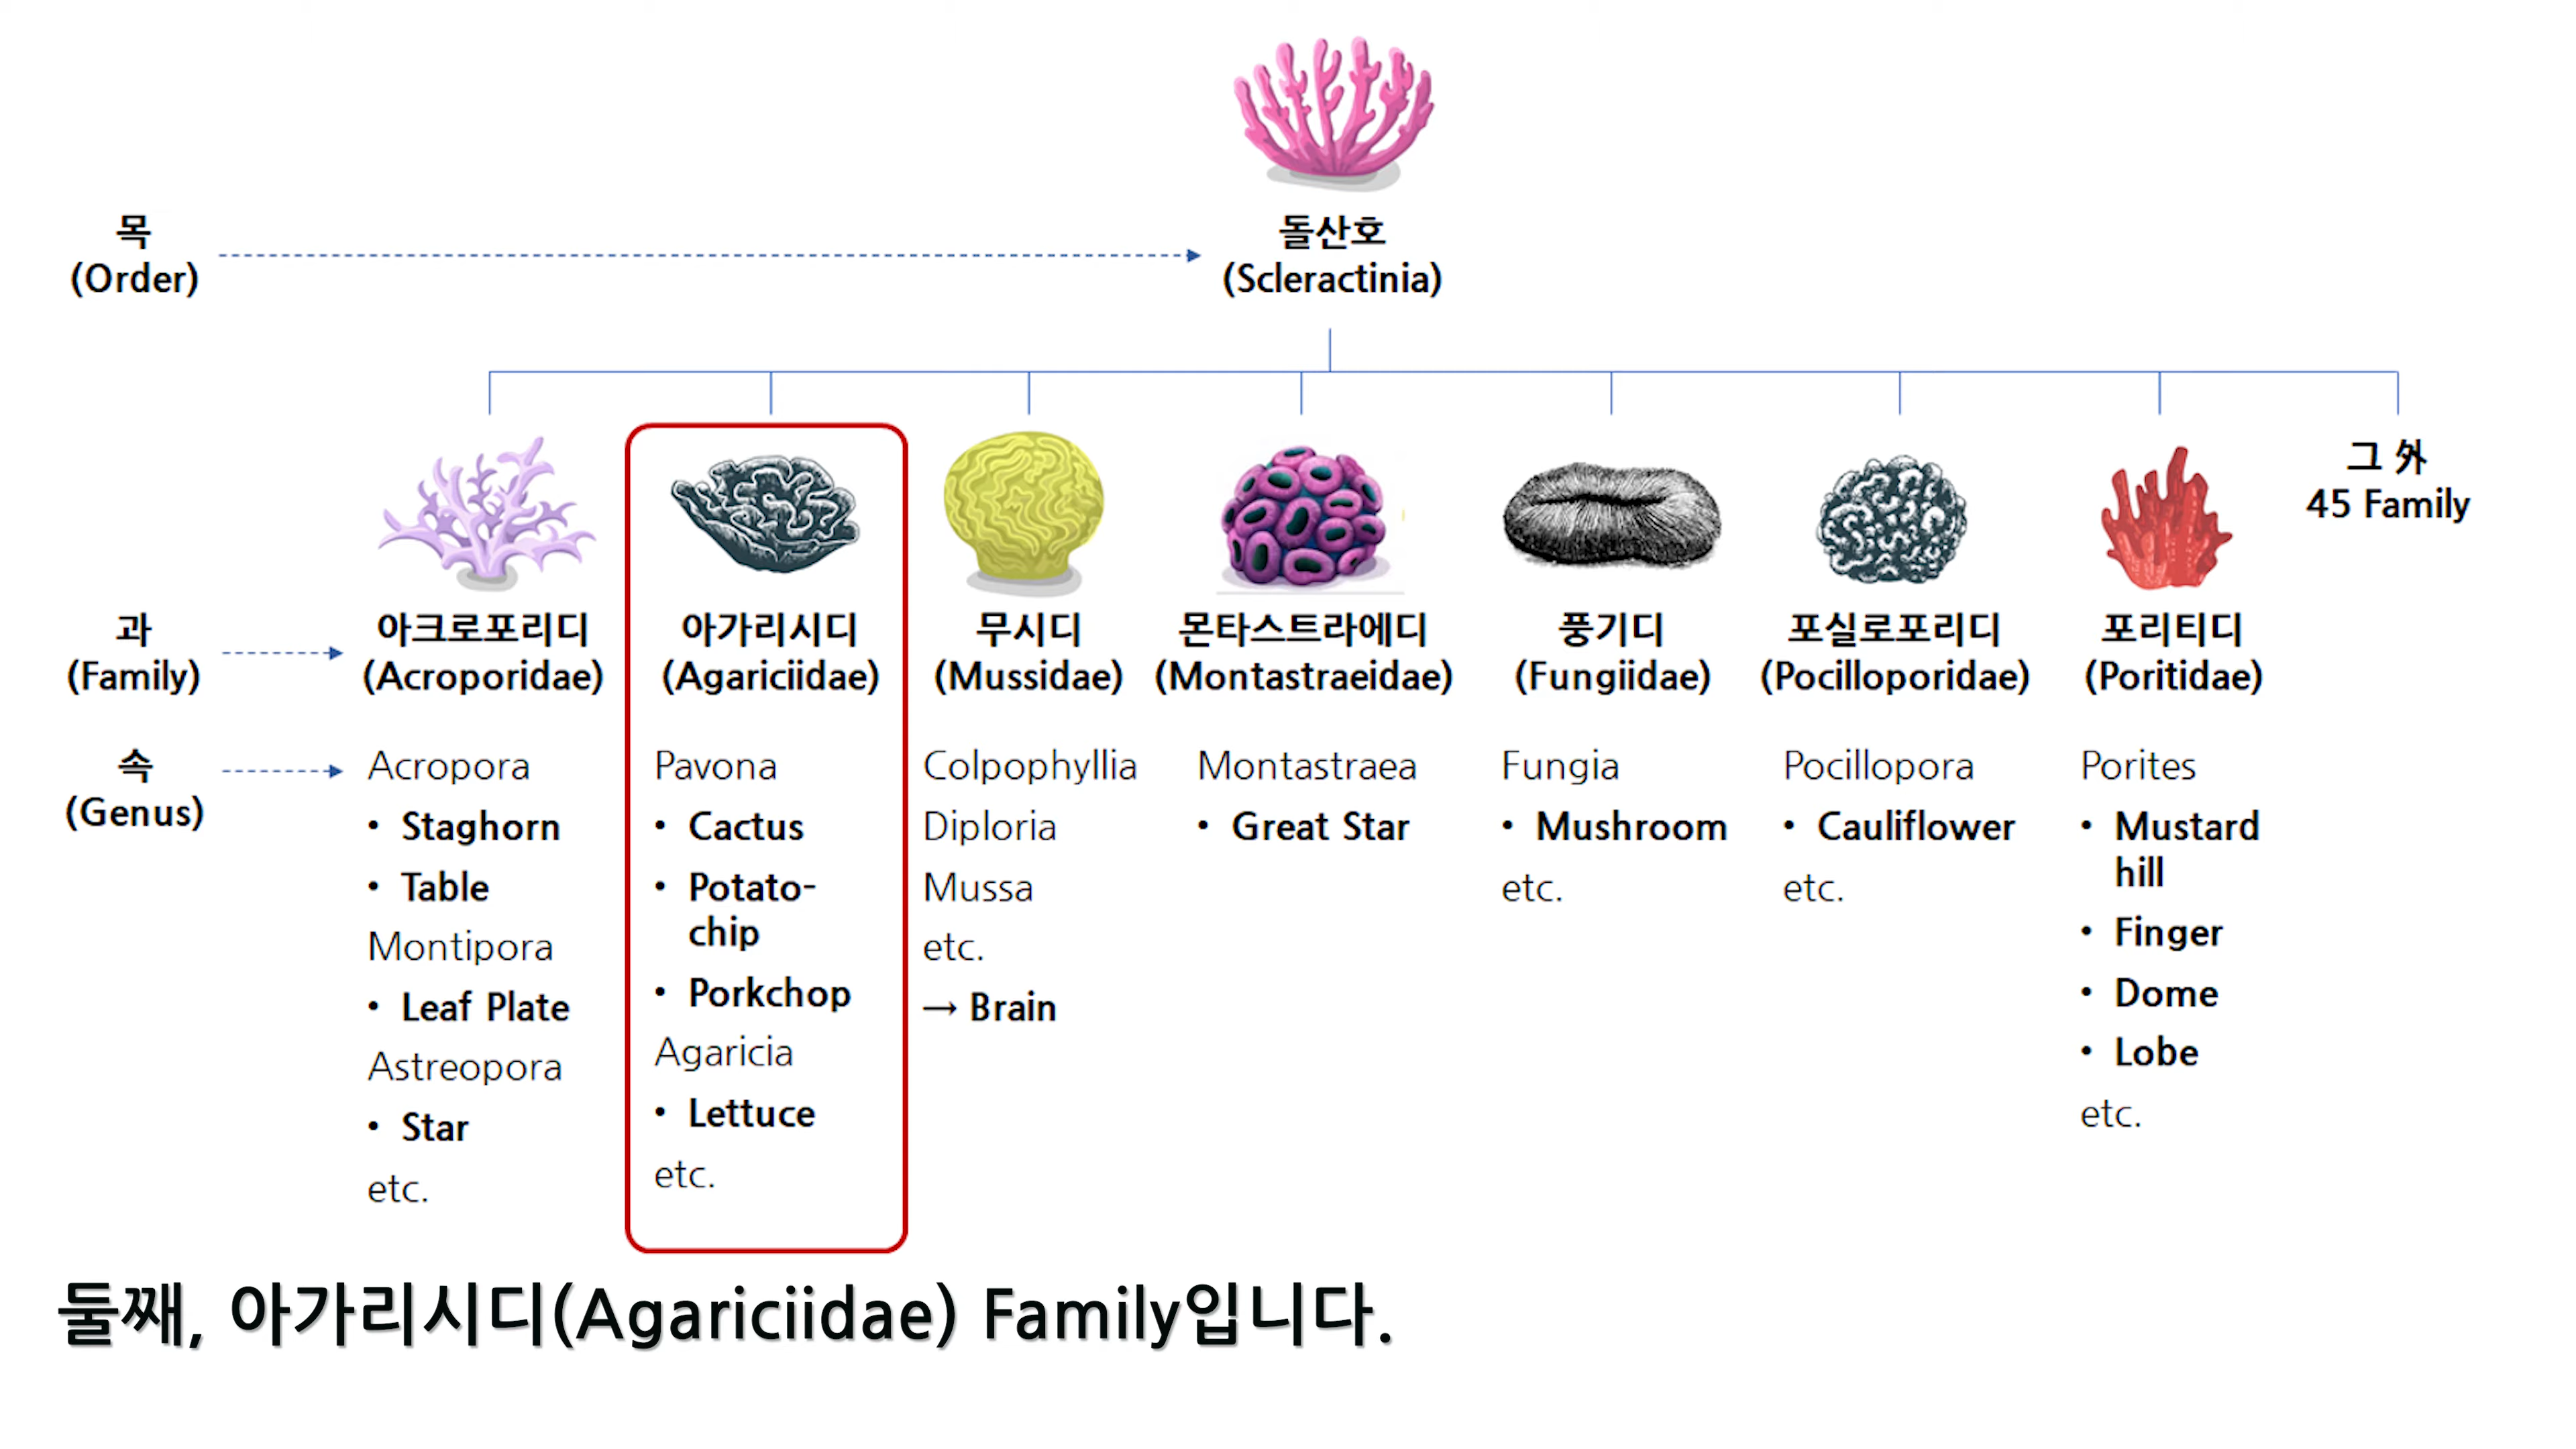 돌산호
(Scleractinia)
목
(Order)
그 外
45 Family
과
(Family)
아크로포리디
(Acroporidae)
아가리시디
(Agariciidae)
무시디
(Mussidae)
몬타스트라에디
(Montastraeidae)
풍기디
(Fungiidae)
포실로포리디
(Pocilloporidae)
포리티디
(Poritidae)
속
(Genus)
Acropora
• Staghorn
• Table
Montipora
• Leaf Plate
Astreopora
• Star
etc.
Pavona
• Cactus
• Potato-
chip
• Porkchop
Agaricia
• Lettuce
etc.
Colpophyllia
Diploria
Mussa
etc.
→ Brain
Montastraea
• Great Star
Fungia
• Mushroom
etc.
Pocillopora
• Cauliflower
etc.
Porites
• Mustard
hill
• Finger
• Dome
• Lobe
etc.
둘째, 아가리시디(Agariciidae) Family입니다.